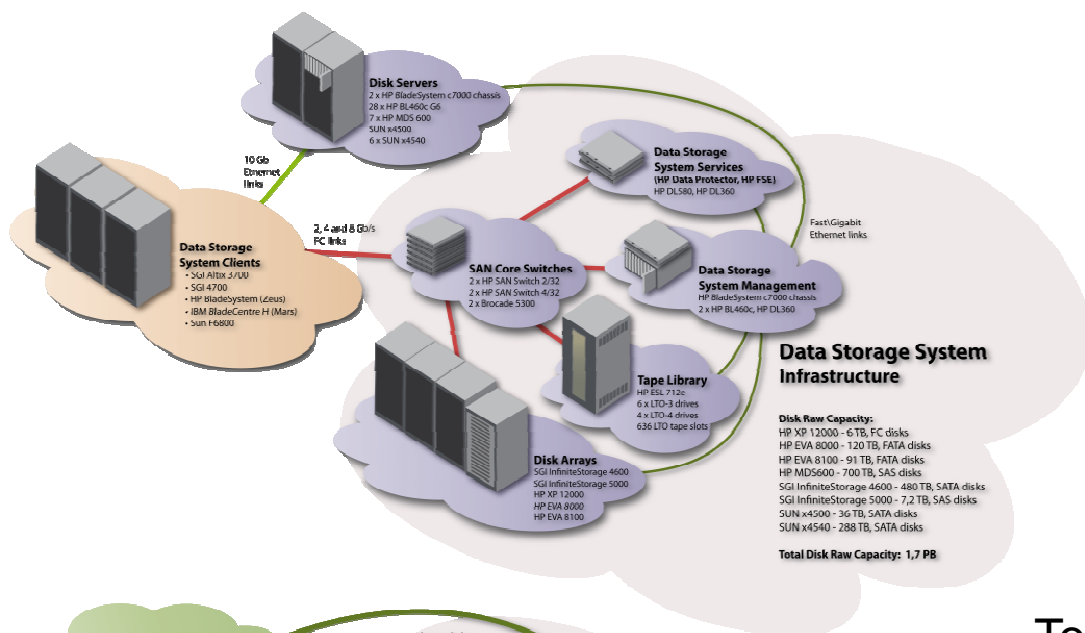 Disk Servers
2 x HP BladeSystem c7000 chassis
28 x HP BL460c G6
7 x HP MDS 600
SUN x4500
6 x SUN x4540
10 Gb
Ethernet
links
Data Storage
System Services
(HP Data Protector, HP FSE)
HP DL580, HP DL360
Fast\Gigabit
Ethernet links
2, 4 and 8 Gb/s
FC links
Data Storage
System Clients
• SGI Altix 3700
• SGI 4700
• HP BladeSystem (Zeus)
• IBM BladeCentre H (Mars)
• Sun F6800
SAN Core Switches
2 x HP SAN Switch 2/32
2 x HP SAN Switch 4/32
2 x Brocade 5300
Data Storage
System Management
HP BladeSystem c7000 chassis
2 x HP BL460c, HP DL360
Tape Library
HP ESL 712e
6 x LTO-3 drives
4 x LTO-4 drives
636 LTO tape slots
Disk Arrays
SGI InfiniteStorage 4600
SGI InfiniteStorage 5000
HP XP 12000
HP EVA 8000
HP EVA 8100
Data Storage System
Infrastructure
Disk Raw Capacity:
HP XP 12000 - 6 TB, FC disks
HP EVA 8000 - 120 TB, FATA disks
HP EVA 8100 - 91 TB, FATA disks
HP MDS600 - 700 TB, SAS disks
SGI InfiniteStorage 4600 - 480 TB, SATA disks
SGI InfiniteStorage 5000 - 7,2 TB, SAS disks
SUN x4500 - 36 TB, SATA disks
SUN x4540 - 288 TB, SATA disks
Total Disk Raw Capacity: 1,7 PB